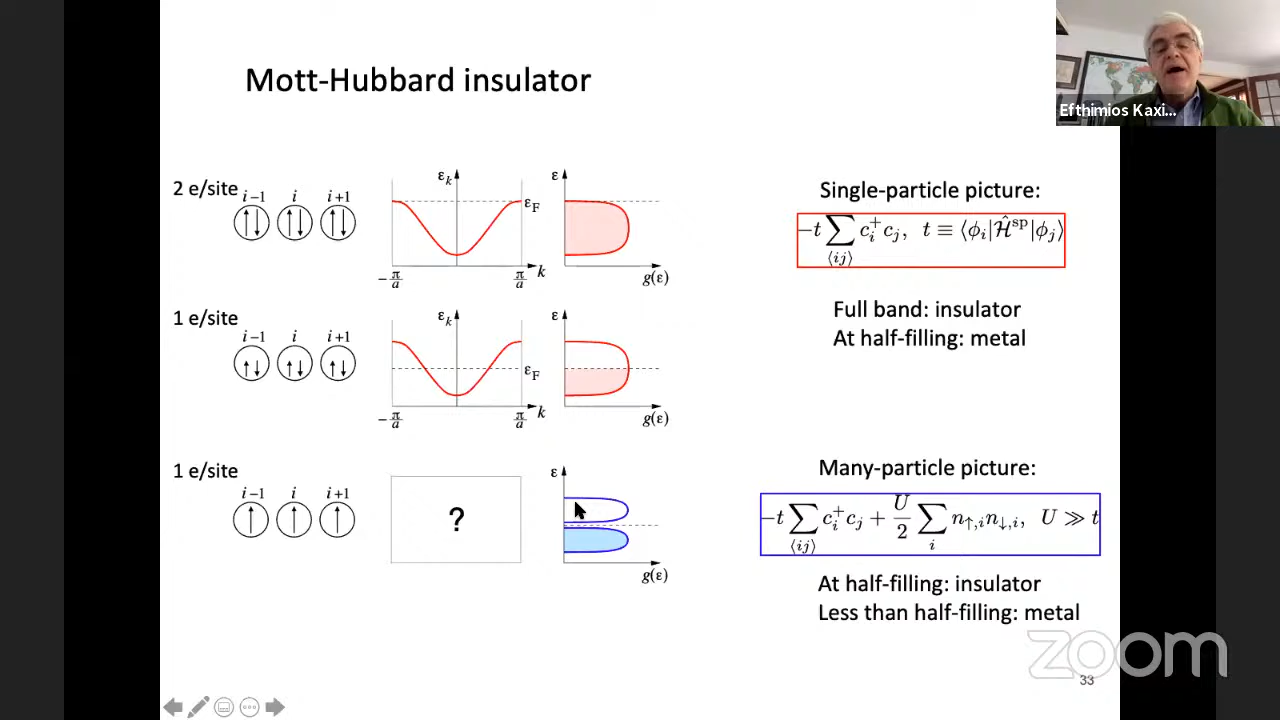 Mott-Hubbard insulator
Efthimios Kaxi...
2 e/site
i−1 i i+1
ε_k
ε_F
−π/a
π/a k
ε
g(ε)
Single-particle picture:
−t ∑_⟨ij⟩ c_i^+ c_j, t ≡ ⟨ϕ_i|Ĥ^sp|ϕ_j⟩
Full band: insulator
At half-filling: metal
1 e/site
i−1 i i+1
ε_k
ε_F
−π/a
π/a k
ε
g(ε)
1 e/site
i−1 i i+1
?
ε
g(ε)
Many-particle picture:
−t ∑_⟨ij⟩ c_i^+ c_j + U/2 ∑_i n_↑,i n_↓,i, U ≫ t
At half-filling: insulator
Less than half-filling: metal
zoom
33